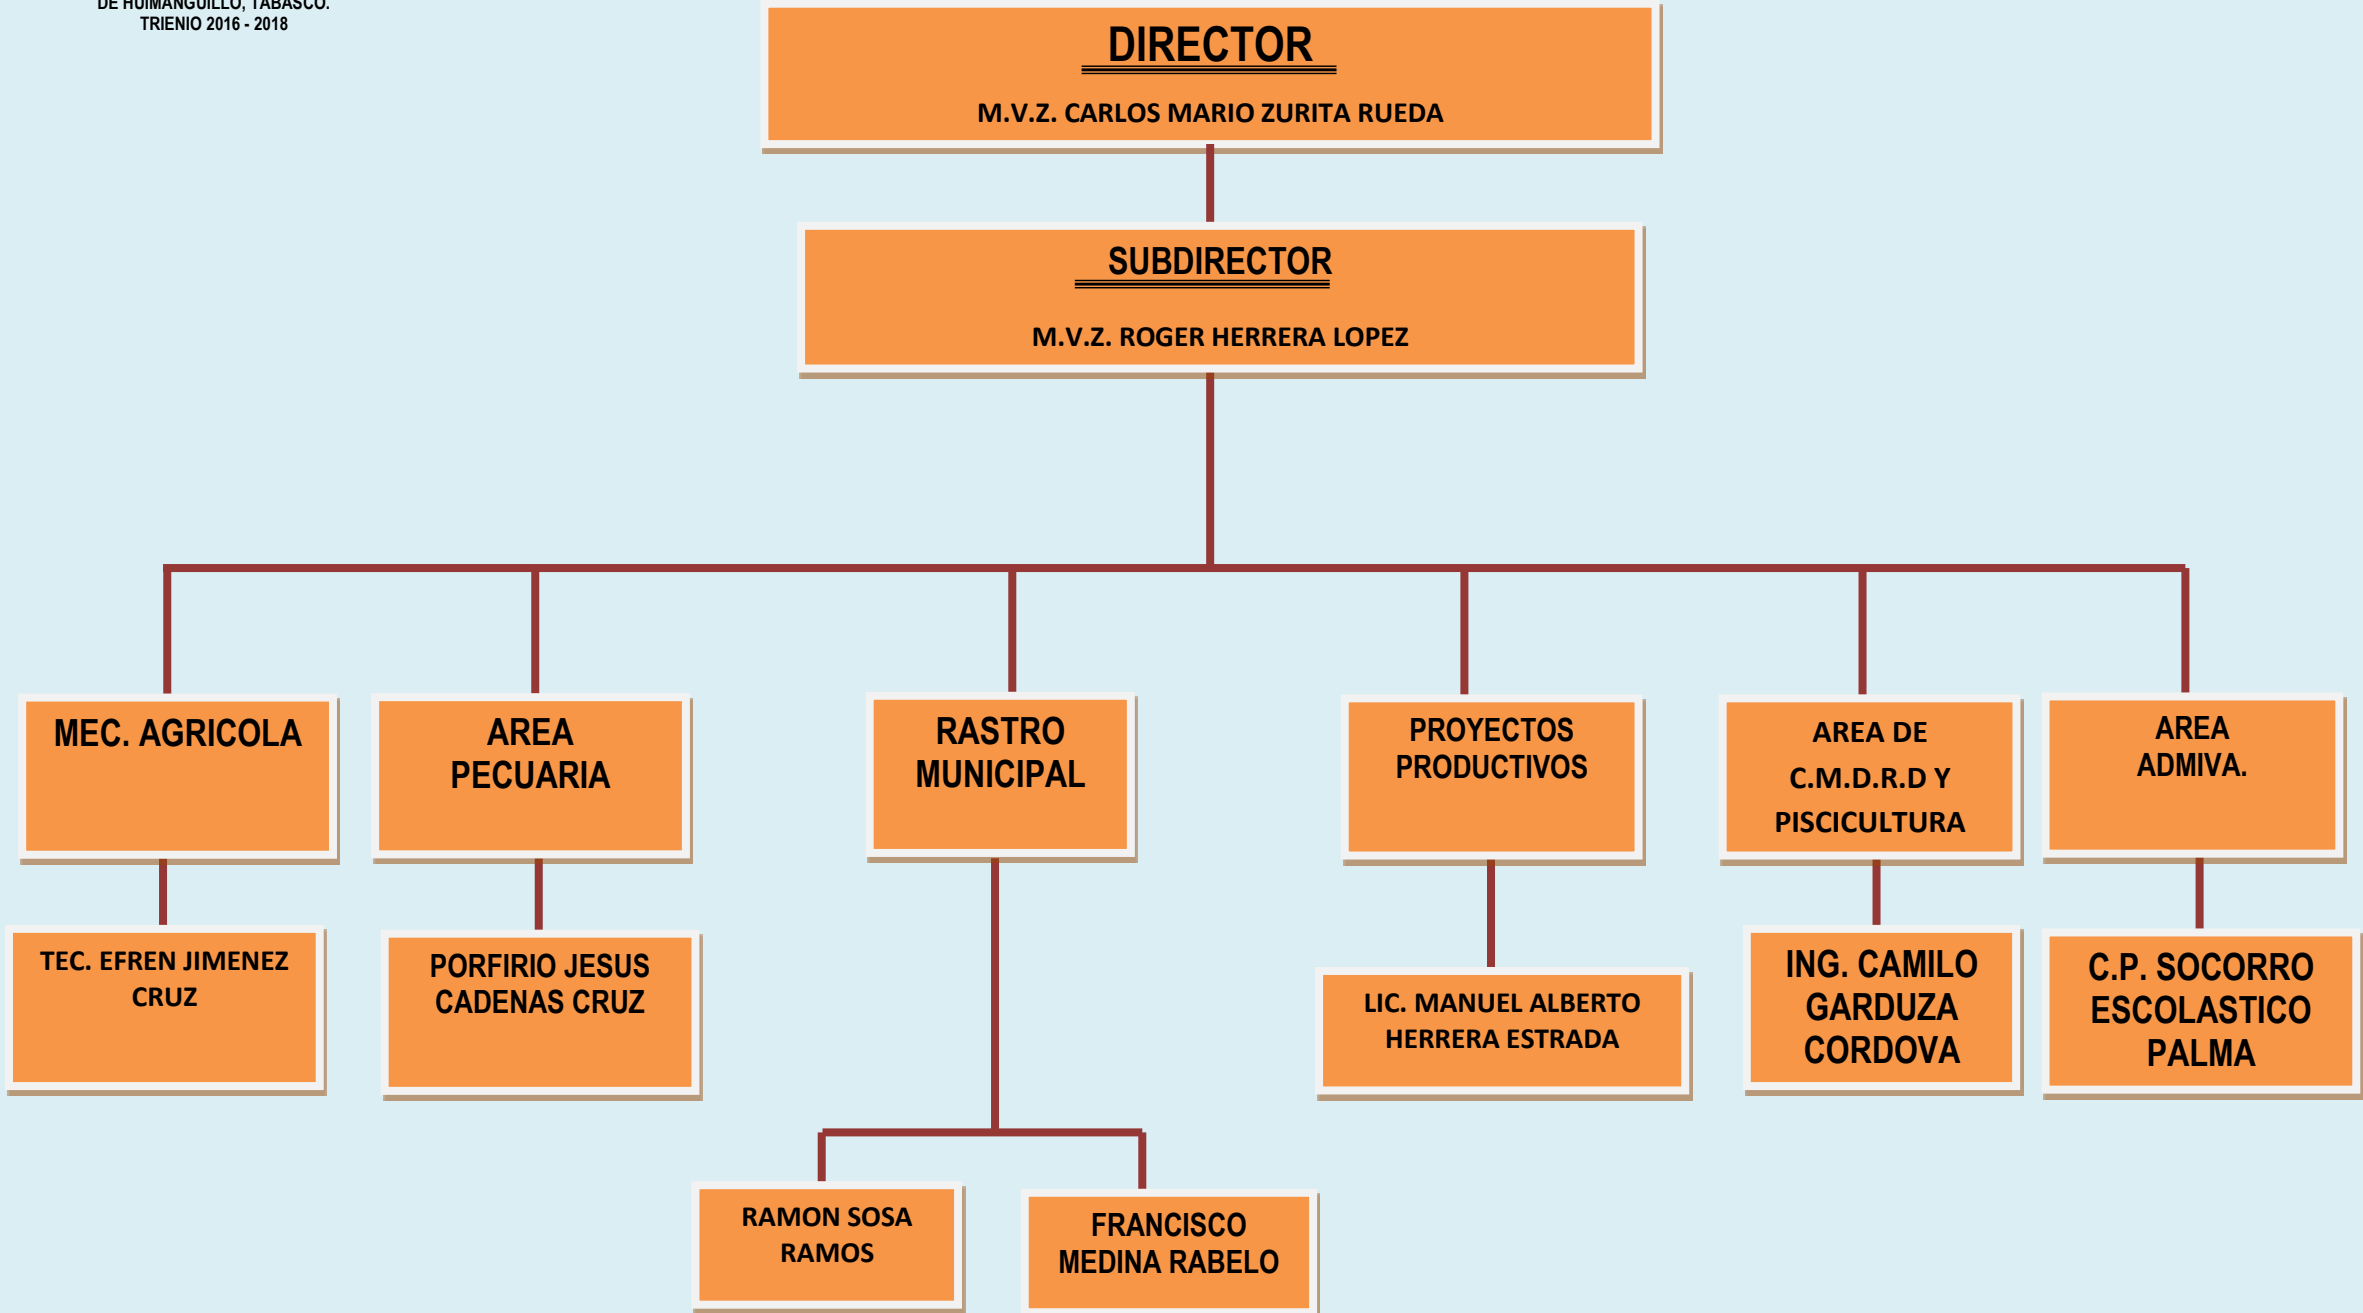 DE HUIMANGUILLO, TABASCO.
TRIENIO 2016 - 2018
DIRECTOR
M.V.Z. CARLOS MARIO ZURITA RUEDA
SUBDIRECTOR
M.V.Z. ROGER HERRERA LOPEZ
MEC. AGRICOLA
AREA
PECUARIA
RASTRO
MUNICIPAL
PROYECTOS
PRODUCTIVOS
AREA DE
C.M.D.R.D Y
PISCICULTURA
AREA
ADMIVA.
TEC. EFREN JIMENEZ
CRUZ
PORFIRIO JESUS
CADENAS CRUZ
LIC. MANUEL ALBERTO
HERRERA ESTRADA
ING. CAMILO
GARDUZA
CORDOVA
C.P. SOCORRO
ESCOLASTICO
PALMA
RAMON SOSA
RAMOS
FRANCISCO
MEDINA RABELO